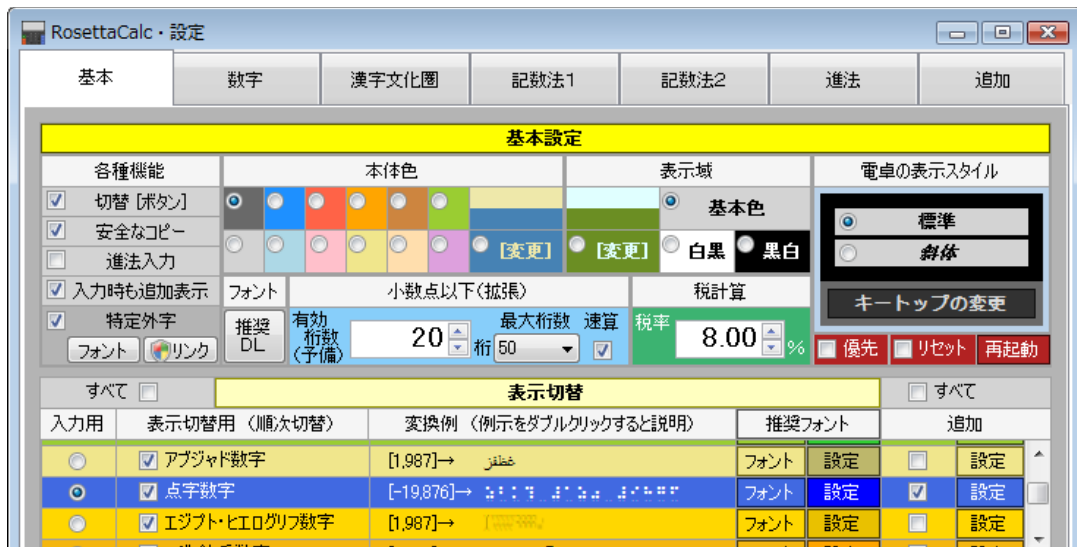 RosettaCalc・設定
基本 数字 漢字文化圏 記数法1 記数法2 進法 追加
基本設定
各種機能 本体色 表示域 電卓の表示スタイル
切替 [ボタン] 基本色 標準
安全なコピー [変更] [変更] 白黒 黒白 斜体
進法入力
入力時も追加表示 フォント 小数点以下(拡張) 税計算 キートップの変更
特定外字 推奨DL 有効桁数(予備) 20 桁 最大桁数 50 速算 税率 8.00 % 優先 リセット 再起動
フォント リンク
すべて 表示切替 すべて
入力用 表示切替用 (順次切替) 変換例 (例示をダブルクリックすると説明) 推奨フォント 追加
アブジャド数字 [1,987]→ غظفز フォント 設定 設定
点字数字 [-19,876]→ フォント 設定 設定
エジプト・ヒエログリフ数字 [1,987]→ フォント 設定 設定